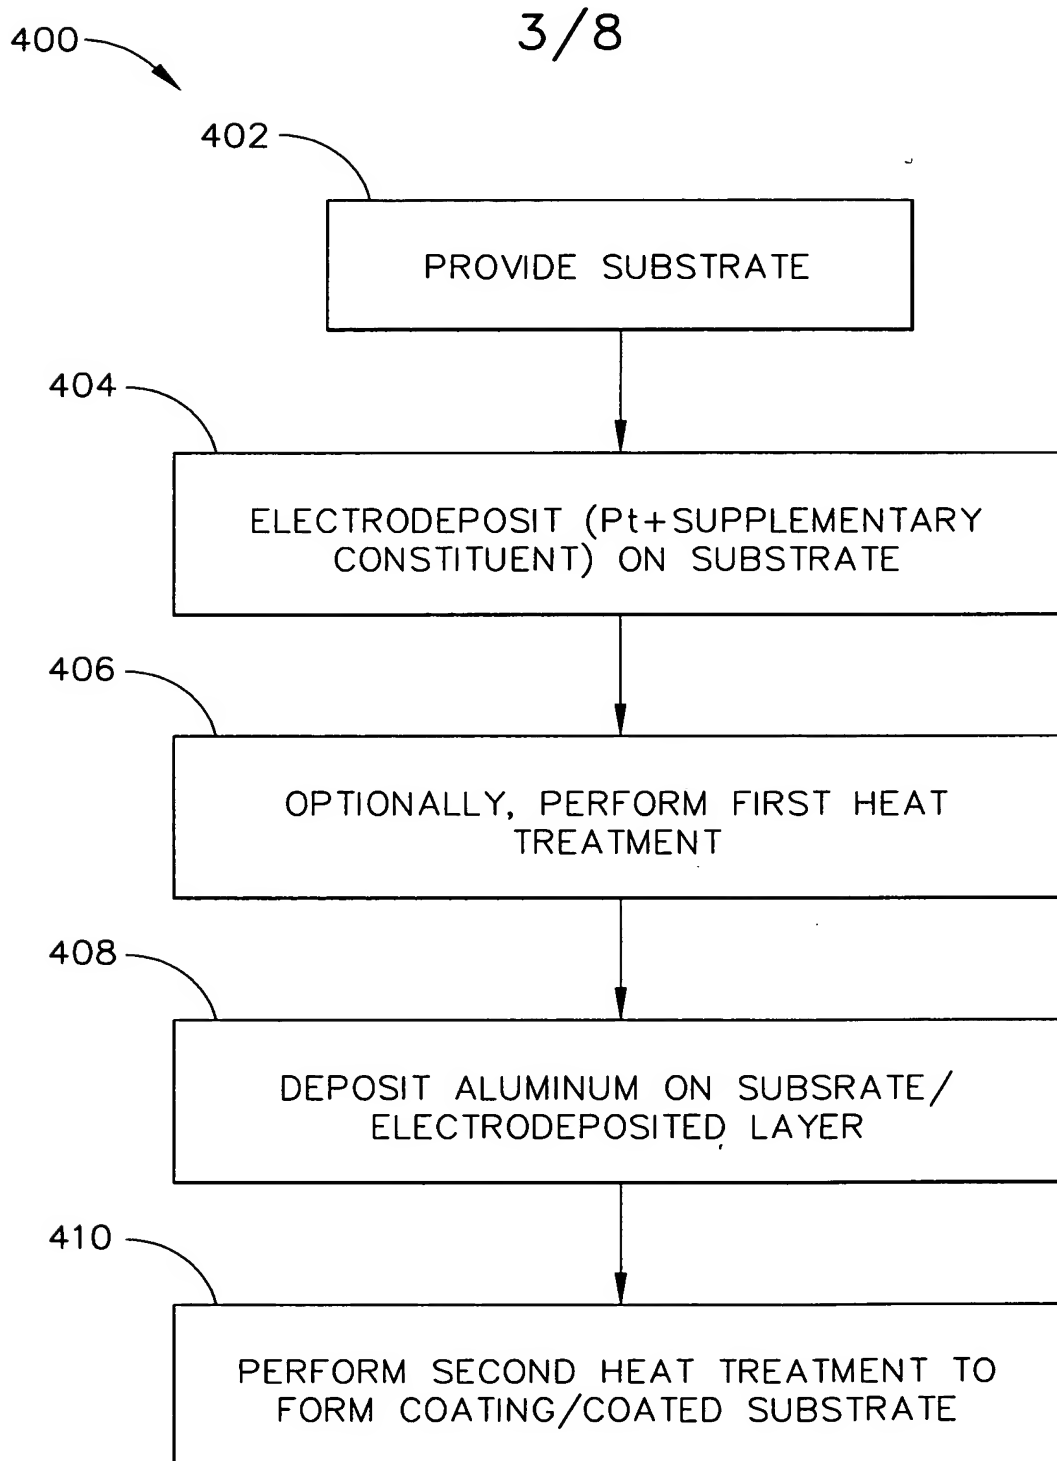 3/8
400
402
PROVIDE SUBSTRATE
404
ELECTRODEPOSIT (Pt+SUPPLEMENTARY
CONSTITUENT) ON SUBSTRATE
406
OPTIONALLY, PERFORM FIRST HEAT
TREATMENT
408
DEPOSIT ALUMINUM ON SUBSRATE/
ELECTRODEPOSITED LAYER
410
PERFORM SECOND HEAT TREATMENT TO
FORM COATING/COATED SUBSTRATE